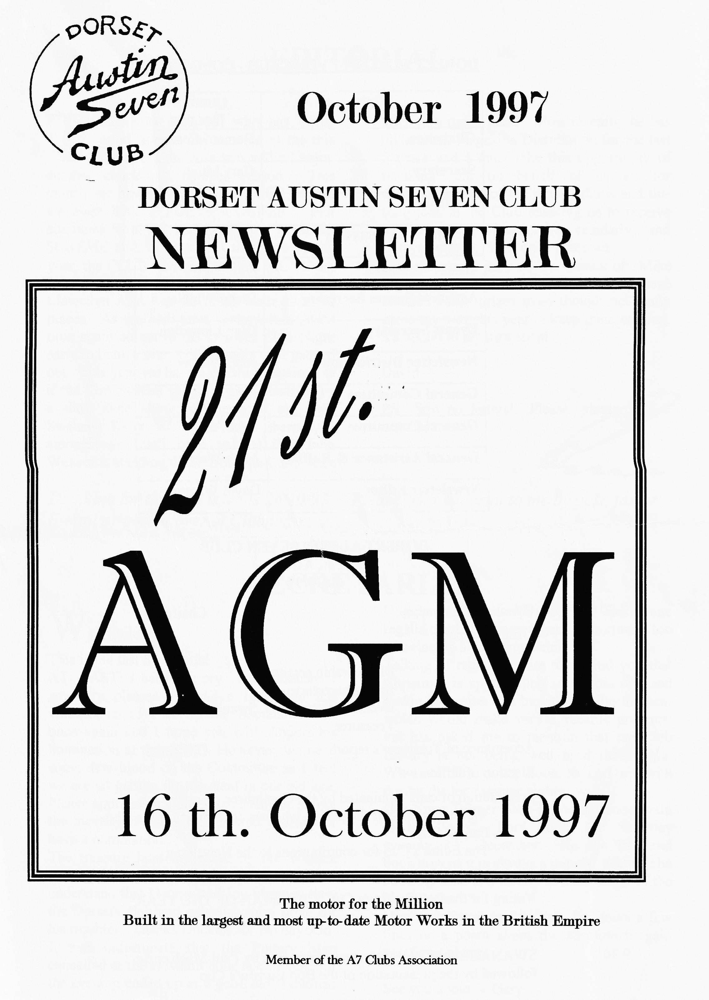 DORSET
Austin
Seven
CLUB
October 1997
DORSET AUSTIN SEVEN CLUB
NEWSLETTER
21st.
AGM
16 th. October 1997
The motor for the Million
Built in the largest and most up-to-date Motor Works in the British Empire
Member of the A7 Clubs Association